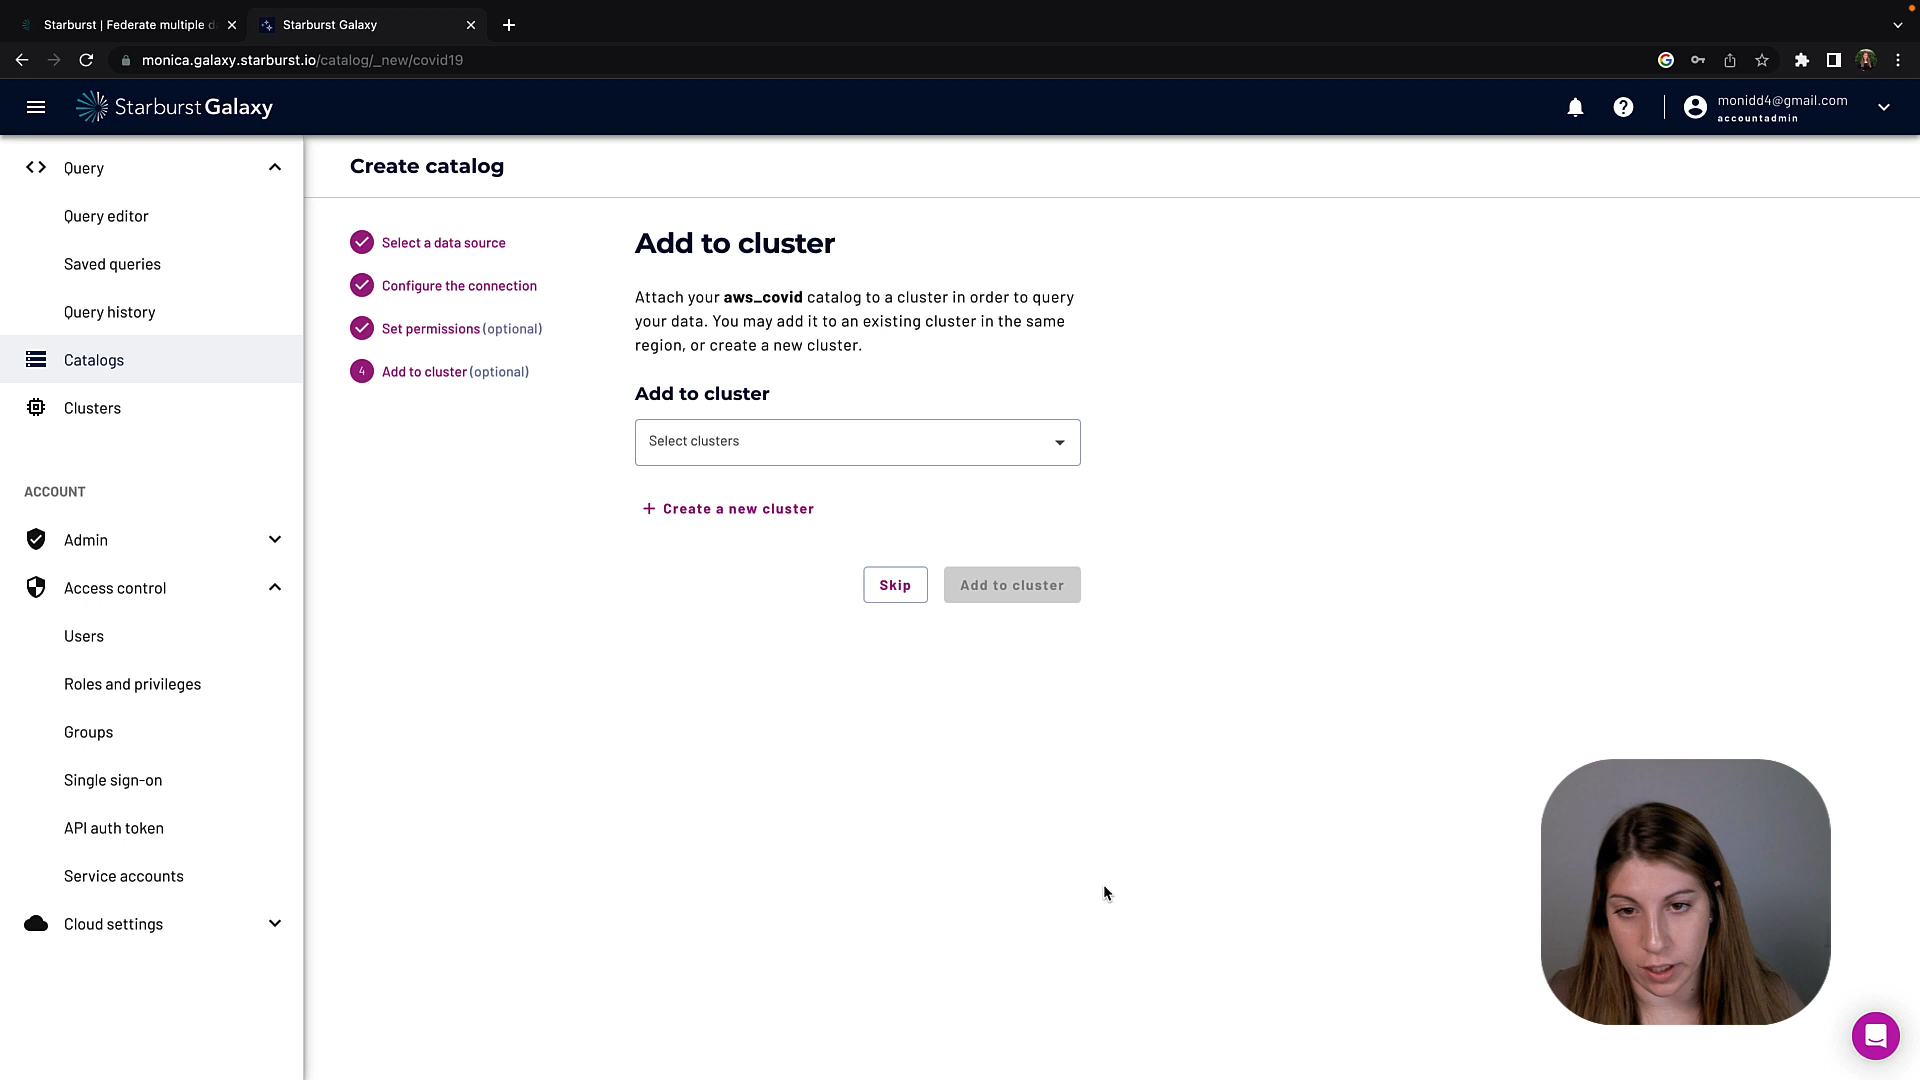 Starburst | Federate multiple d
Starburst Galaxy
monica.galaxy.starburst.io/catalog/_new/covid19
Starburst Galaxy
monidd4@gmail.com
accountadmin
Query
Query editor
Saved queries
Query history
Catalogs
Clusters
ACCOUNT
Admin
Access control
Users
Roles and privileges
Groups
Single sign-on
API auth token
Service accounts
Cloud settings
Create catalog
Select a data source
Configure the connection
Set permissions (optional)
4 Add to cluster (optional)
Add to cluster
Attach your aws_covid catalog to a cluster in order to query
your data. You may add it to an existing cluster in the same
region, or create a new cluster.
Add to cluster
Select clusters
+ Create a new cluster
Skip
Add to cluster